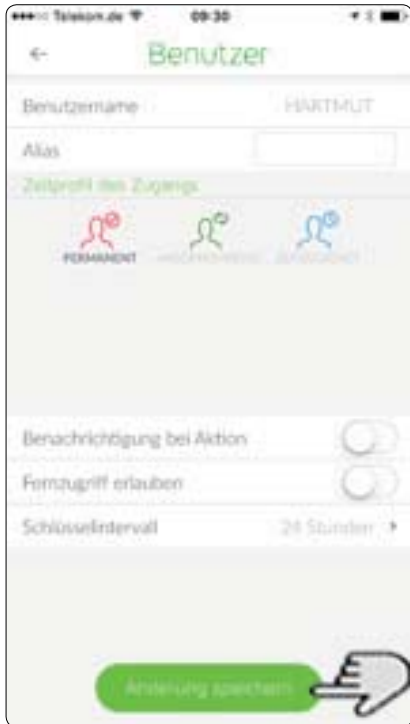 Telekom.de 09:30
←  Benutzer
Benutzername HARTMUT
Alias
Zeitprofil des Zugangs
PERMANENT
Benachrichtigung bei Aktion
Fernzugriff erlauben
Schlüsselintervall 24 Stunden
Änderung speichern